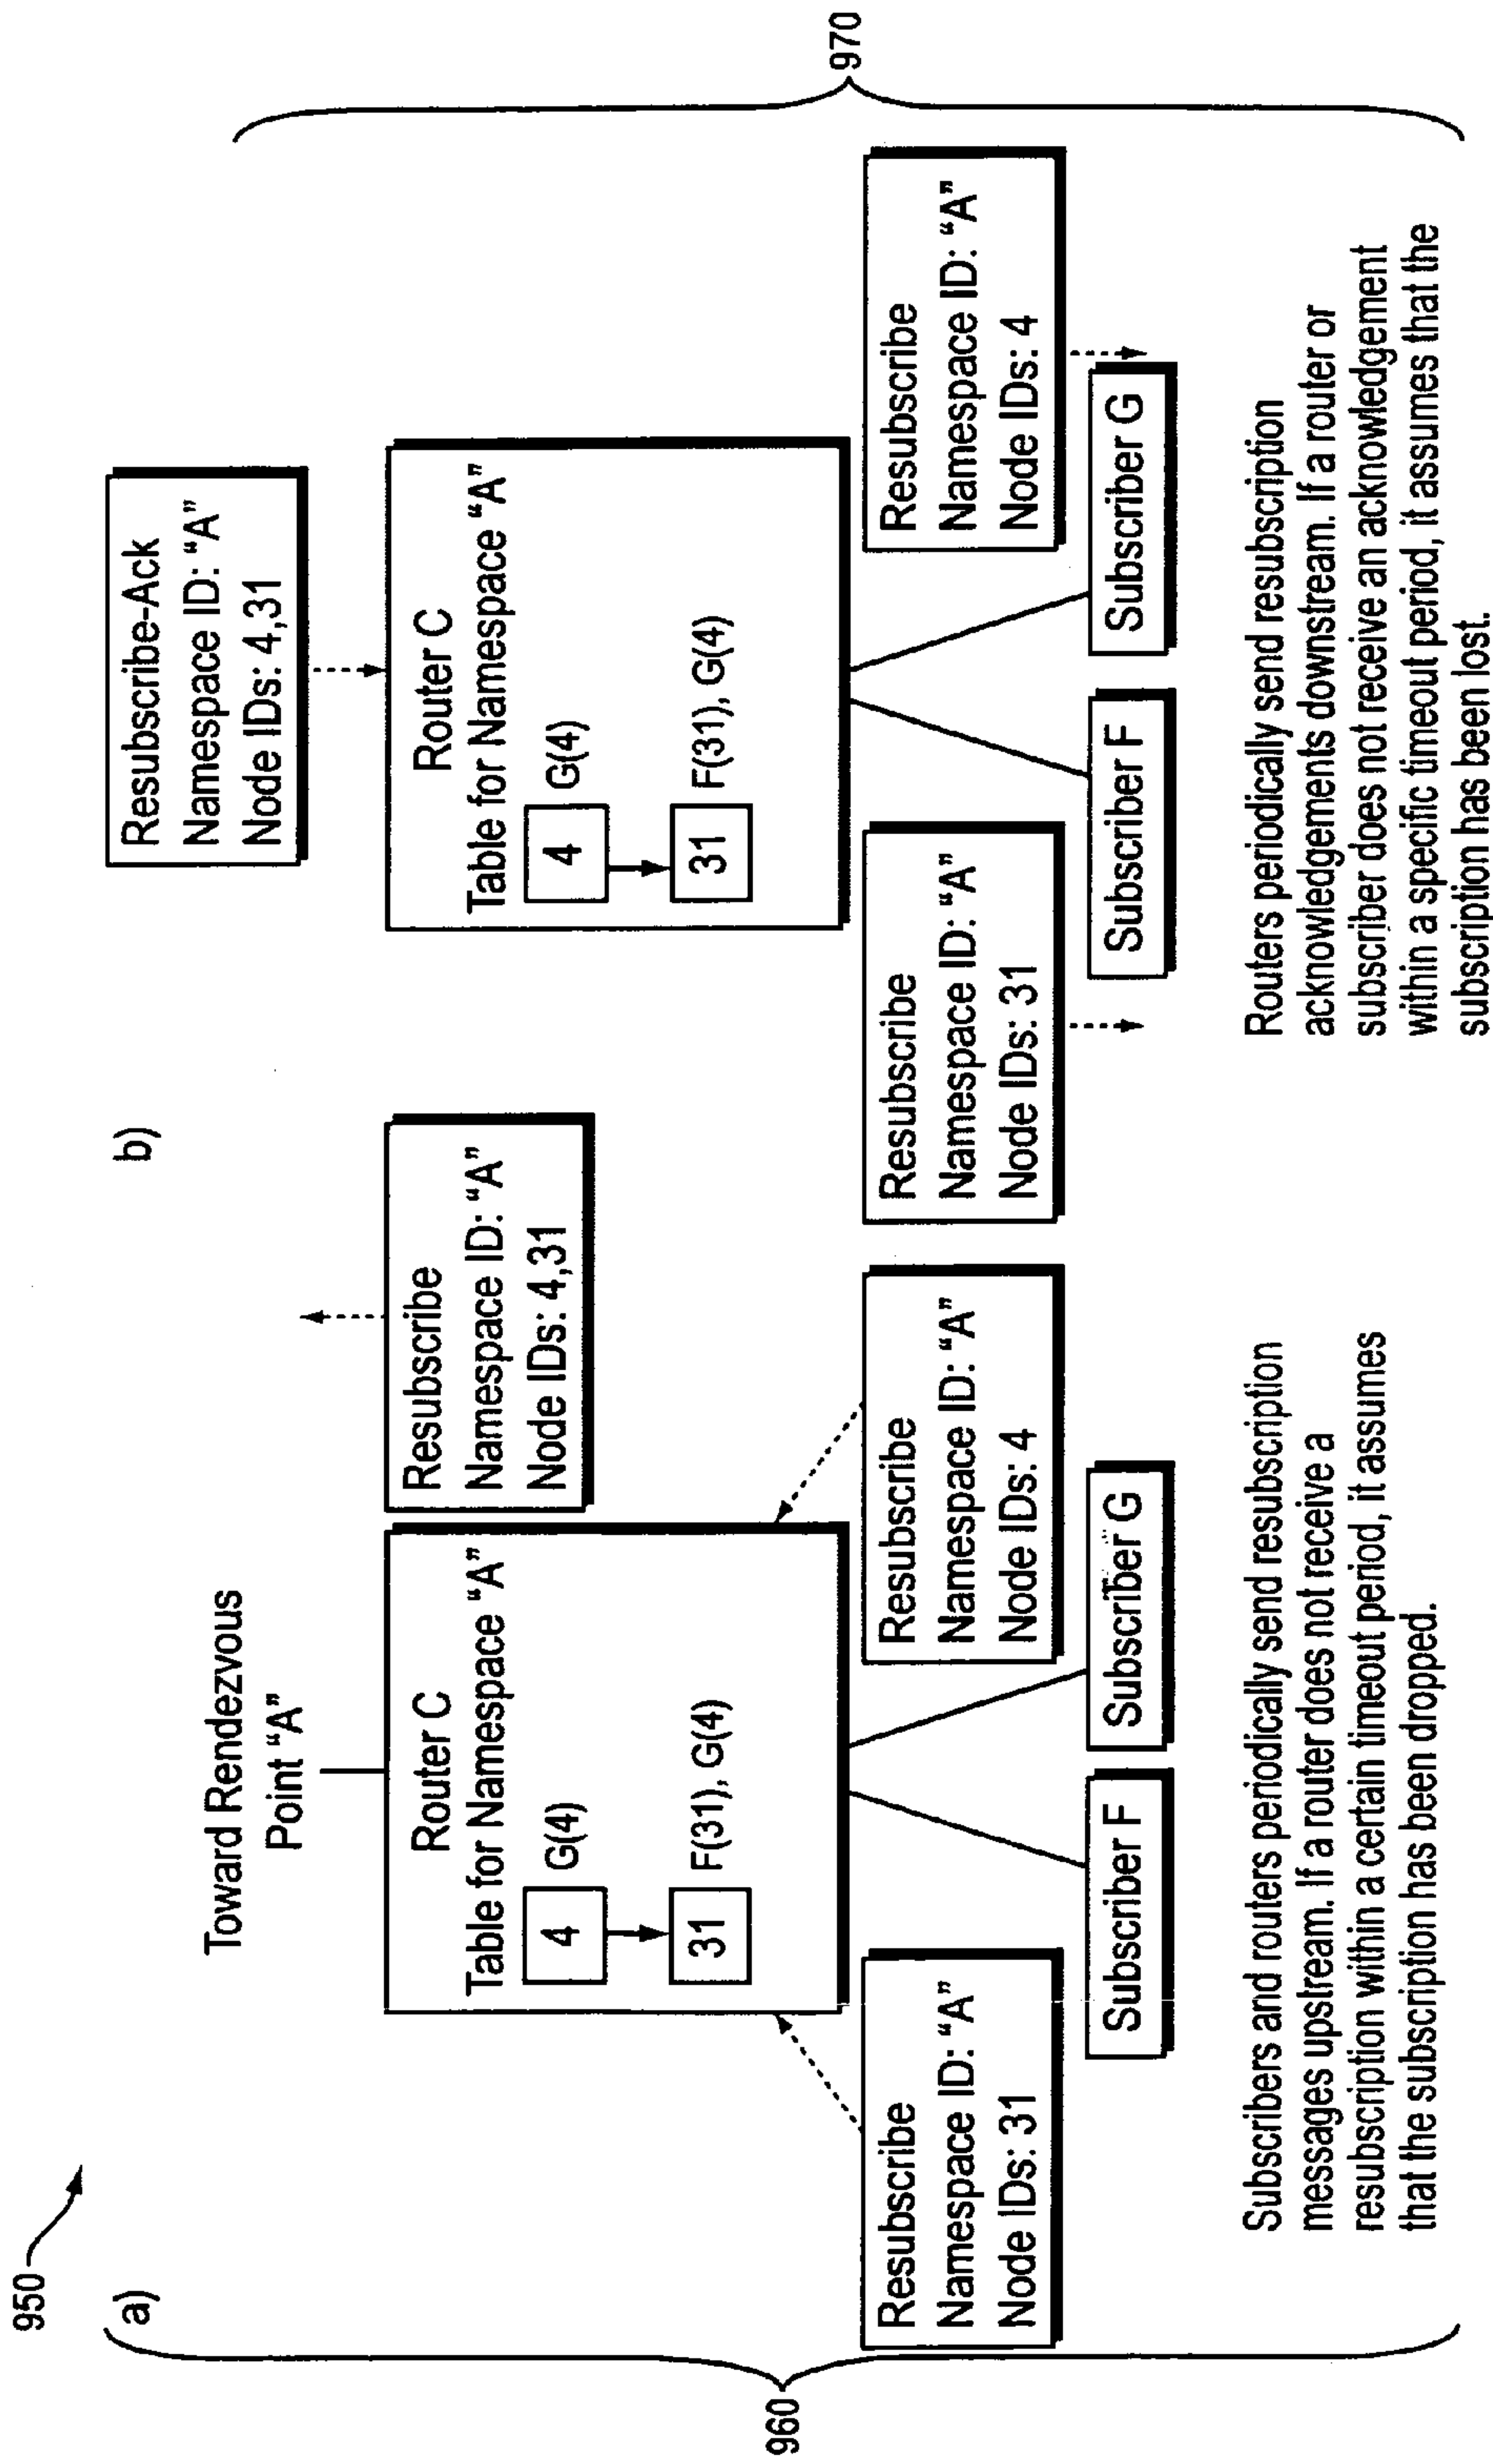 950
a)
960
Toward Rendezvous
Point “A”
Router C
Table for Namespace “A”
4
G(4)
31
F(31), G(4)
Resubscribe
Namespace ID: “A”
Node IDs: 4,31
Resubscribe
Namespace ID: “A”
Node IDs: 31
Resubscribe
Namespace ID: “A”
Node IDs: 4
Subscriber F
Subscriber G
Subscribers and routers periodically send resubscription
messages upstream. If a router does not receive a
resubscription within a certain timeout period, it assumes
that the subscription has been dropped.
b)
970
Resubscribe-Ack
Namespace ID: “A”
Node IDs: 4,31
Router C
Table for Namespace “A”
4
G(4)
31
F(31), G(4)
Resubscribe
Namespace ID: “A”
Node IDs: 31
Resubscribe
Namespace ID: “A”
Node IDs: 4
Subscriber F
Subscriber G
Routers periodically send resubscription
acknowledgements downstream. If a router or
subscriber does not receive an acknowledgement
within a specific timeout period, it assumes that the
subscription has been lost.